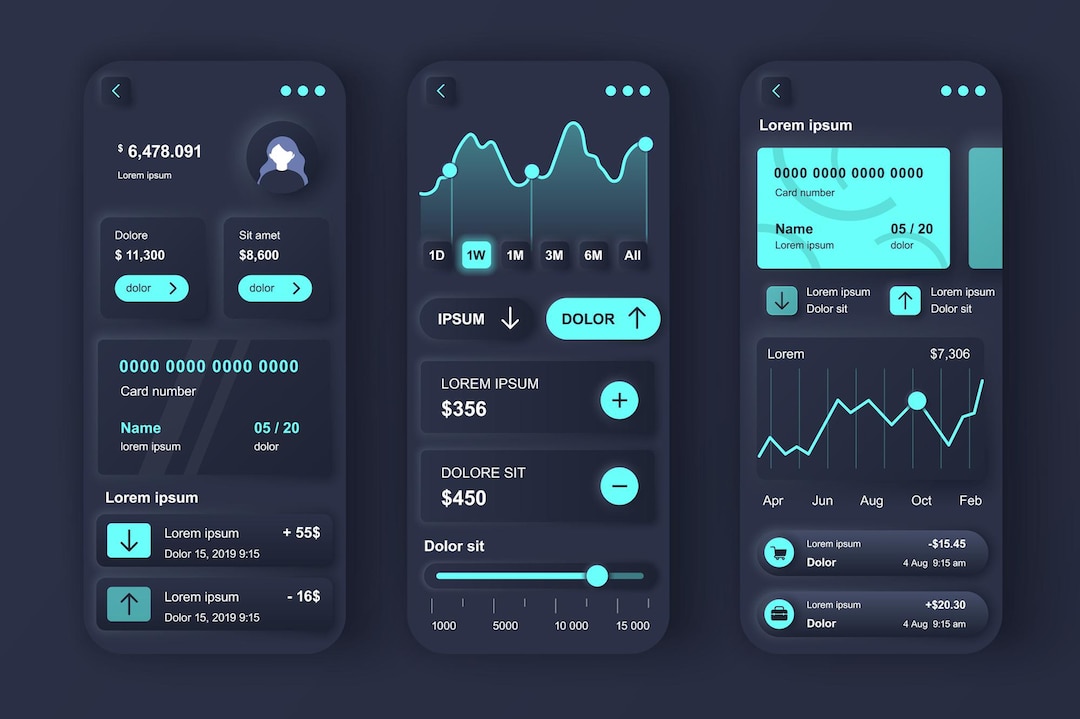 $ 6,478.091
Lorem ipsum
Dolore
$ 11,300
dolor
Sit amet
$8,600
dolor
0000 0000 0000 0000
Card number
Name
05 / 20
lorem ipsum
dolor
Lorem ipsum
Lorem ipsum
+ 55$
Dolor 15, 2019 9:15
Lorem ipsum
- 16$
Dolor 15, 2019 9:15
1D 1W 1M 3M 6M All
IPSUM
DOLOR
LOREM IPSUM
$356
DOLORE SIT
$450
Dolor sit
1000 5000 10 000 15 000
Lorem ipsum
0000 0000 0000 0000
Card number
Name
05 / 20
Lorem ipsum
dolor
Lorem ipsum
Dolor sit
Lorem ipsum
Dolor sit
Lorem
$7,306
Apr Jun Aug Oct Feb
Lorem ipsum
-$15.45
Dolor
4 Aug 9:15 am
Lorem ipsum
+$20.30
Dolor
4 Aug 9:15 am